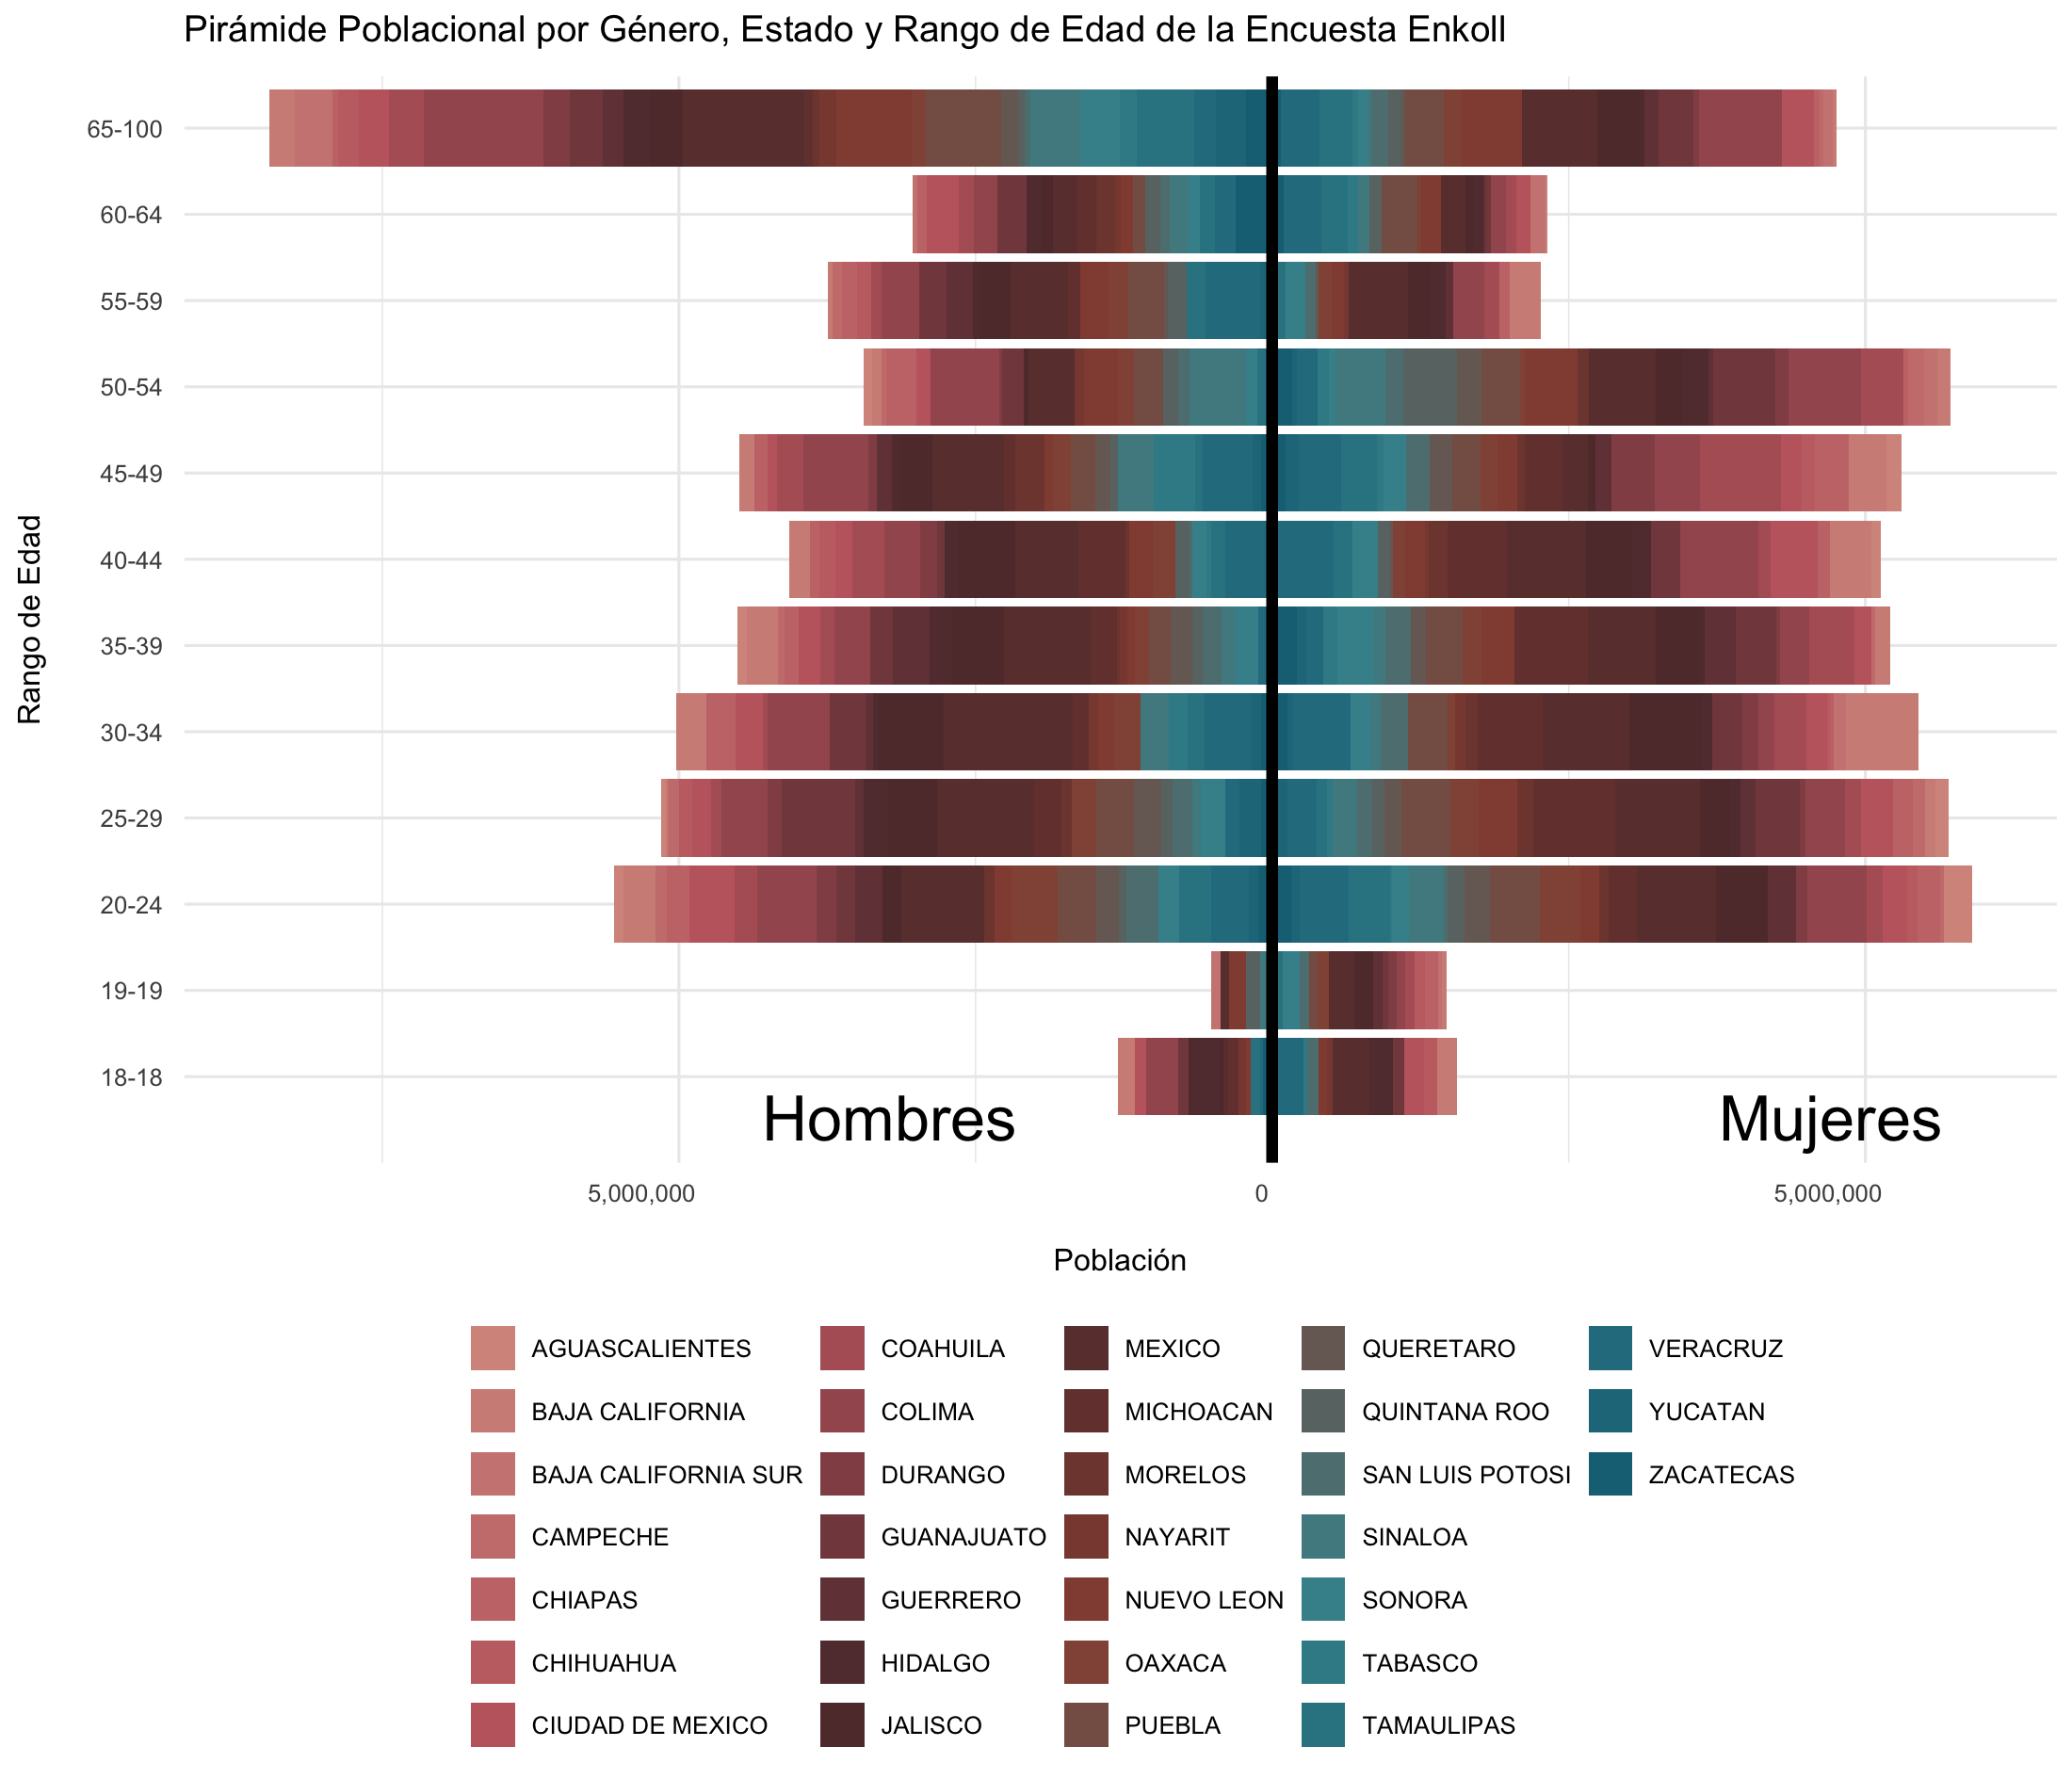 Pirámide Poblacional por Género, Estado y Rango de Edad de la Encuesta Enkoll
Rango de Edad
65-100
60-64
55-59
50-54
45-49
40-44
35-39
30-34
25-29
20-24
19-19
18-18
Hombres Mujeres
5,000,000 0 5,000,000
Población
AGUASCALIENTES COAHUILA MEXICO QUERETARO VERACRUZ
BAJA CALIFORNIA COLIMA MICHOACAN QUINTANA ROO YUCATAN
BAJA CALIFORNIA SUR DURANGO MORELOS SAN LUIS POTOSI ZACATECAS
CAMPECHE GUANAJUATO NAYARIT SINALOA
CHIAPAS GUERRERO NUEVO LEON SONORA
CHIHUAHUA HIDALGO OAXACA TABASCO
CIUDAD DE MEXICO JALISCO PUEBLA TAMAULIPAS